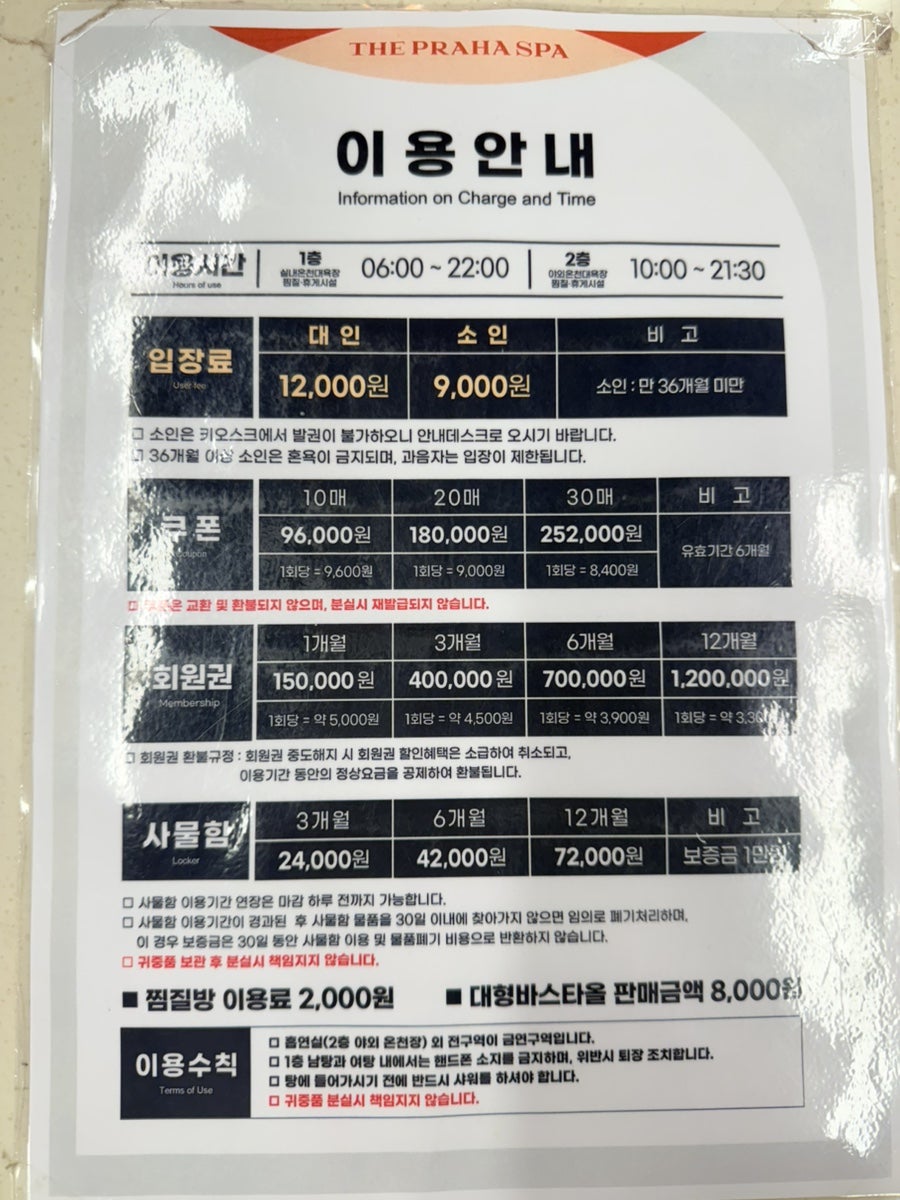 THE PRAHA SPA
이용안내
Information on Charge and Time
이용시간
Hours of use
1층
실내온천대욕장
찜질·휴게시설
06:00 ~ 22:00
2층
야외온천대욕장
찜질·휴게시설
10:00 ~ 21:30
입장료
User fee
대 인 소 인 비 고
12,000원 9,000원 소인 : 만 36개월 미만
□ 소인은 키오스크에서 발권이 불가하오니 안내데스크로 오시기 바랍니다.
□ 36개월 이상 소인은 혼욕이 금지되며, 과음자는 입장이 제한됩니다.
쿠폰
Coupon
10매 20매 30매 비 고
96,000원 180,000원 252,000원 유효기간 6개월
1회당 = 9,600원 1회당 = 9,000원 1회당 = 8,400원
□ 쿠폰은 교환 및 환불되지 않으며, 분실시 재발급되지 않습니다.
회원권
Membership
1개월 3개월 6개월 12개월
150,000원 400,000원 700,000원 1,200,000원
1회당 = 약 5,000원 1회당 = 약 4,500원 1회당 = 약 3,900원 1회당 = 약
□ 회원권 환불규정 : 회원권 중도해지 시 회원권 할인혜택은 소급하여 취소되고,
이용기간 동안의 정상요금을 공제하여 환불됩니다.
사물함
Locker
3개월 6개월 12개월 비 고
24,000원 42,000원 72,000원 보증금 1만원
□ 사물함 이용기간 연장은 마감 하루 전까지 가능합니다.
□ 사물함 이용기간이 경과된 후 사물함 물품을 30일 이내에 찾아가지 않으면 임의로 폐기처리하며,
이 경우 보증금은 30일 동안 사물함 이용 및 물품폐기 비용으로 반환하지 않습니다.
□ 귀중품 보관 후 분실시 책임지지 않습니다.
■ 찜질방 이용료 2,000원 ■ 대형바스타올 판매금액 8,000원
이용수칙
Terms of Use
□ 흡연실(2층 야외 온천장) 외 전구역이 금연구역입니다.
□ 1층 남탕과 여탕 내에서는 핸드폰 소지를 금지하며, 위반시 퇴장 조치합니다.
□ 탕에 들어가시기 전에 반드시 샤워를 하셔야 합니다.
□ 귀중품 분실시 책임지지 않습니다.